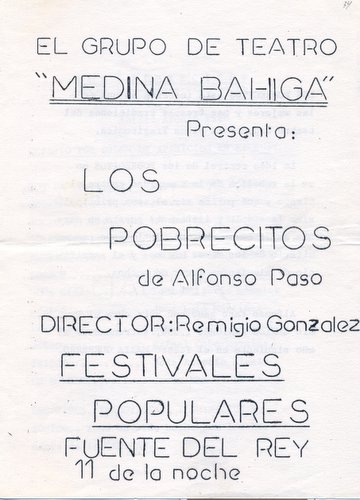 74
EL GRUPO DE TEATRO
"MEDINA BAHIGA"
Presenta:
LOS
POBRECITOS
de Alfonso Paso
DIRECTOR: Remigio Gonzalez
FESTIVALES
POPULARES
FUENTE DEL REY
11 de la noche